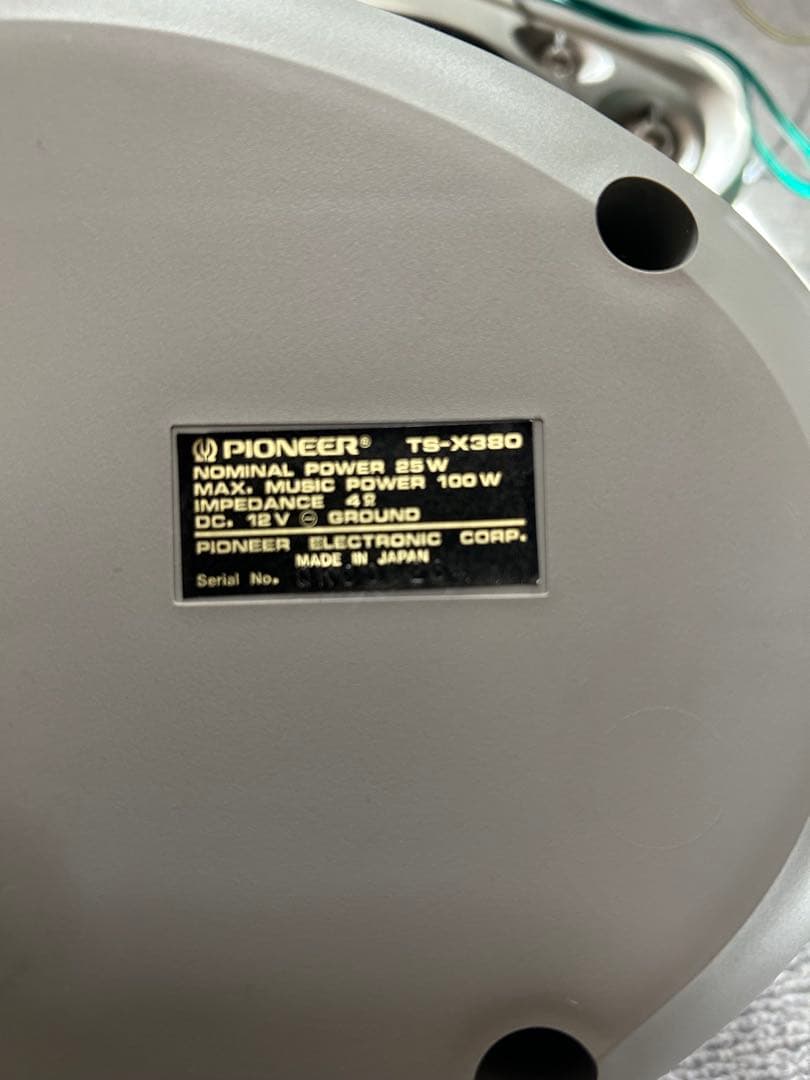 PIONEER® TS-X380
NOMINAL POWER 25W
MAX. MUSIC POWER 100W
IMPEDANCE 4Ω
DC. 12V ⊖ GROUND
PIONEER ELECTRONIC CORP.
MADE IN JAPAN
Serial No.